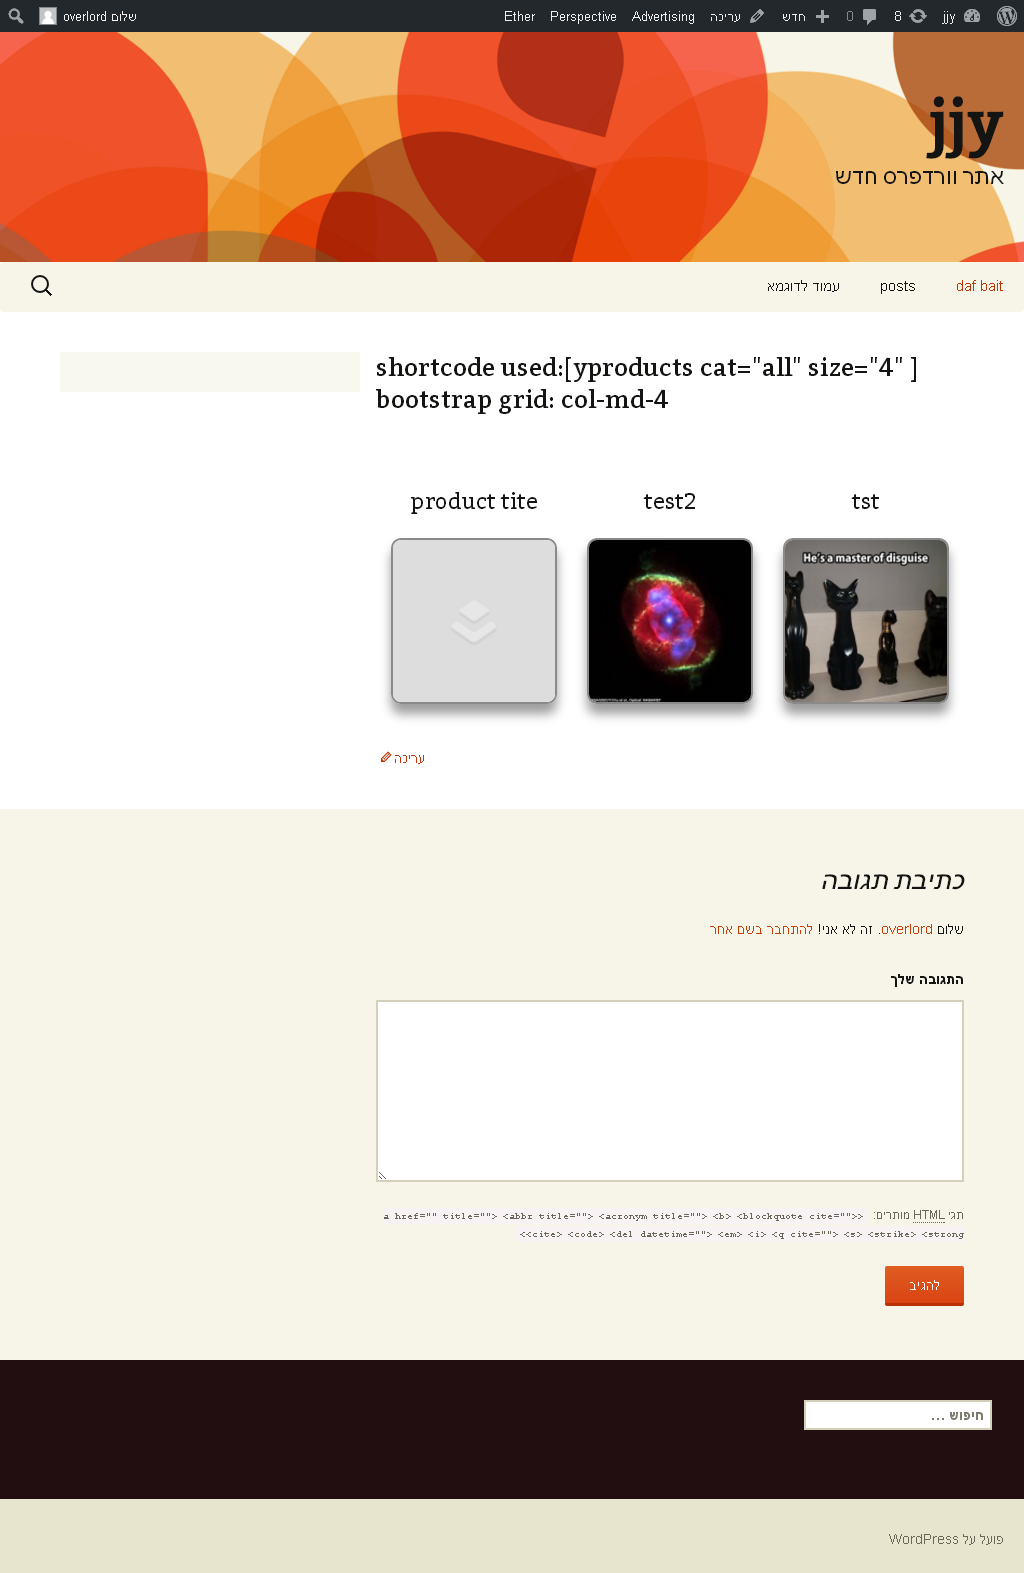 jjy 8 0 חדש עריכה Advertising Perspective Ether שלום overlord
jjy
אתר וורדפרס חדש
daf bait posts עמוד לדוגמא
shortcode used:[yproducts cat="all" size="4" ]
bootstrap grid: col-md-4
product tite test2 tst
He's a master of disguise
עריכה
כתיבת תגובה
שלום overlord. זה לא אני! להתחבר בשם אחר
התגובה שלך
תגי HTML מותרים: a href="" title=""> <abbr title=""> <acronym title=""> <b> <blockquote cite="">>
<<cite> <code> <del datetime=""> <em> <i> <q cite=""> <s> <strike> <strong
להגיב
חיפוש ...
פועל על WordPress